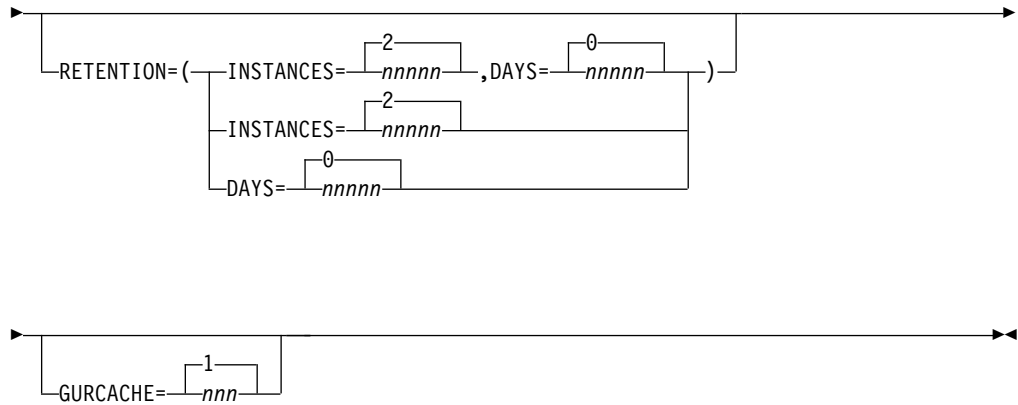 2 0
RETENTION=( INSTANCES= nnnnn ,DAYS= nnnnn )
2
INSTANCES= nnnnn
0
DAYS= nnnnn
1
GURCACHE= nnn